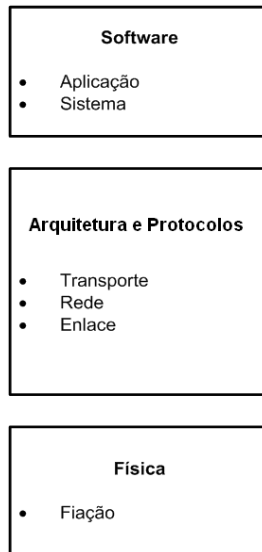 Software
• Aplicação
• Sistema
Arquitetura e Protocolos
• Transporte
• Rede
• Enlace
Física
• Fiação